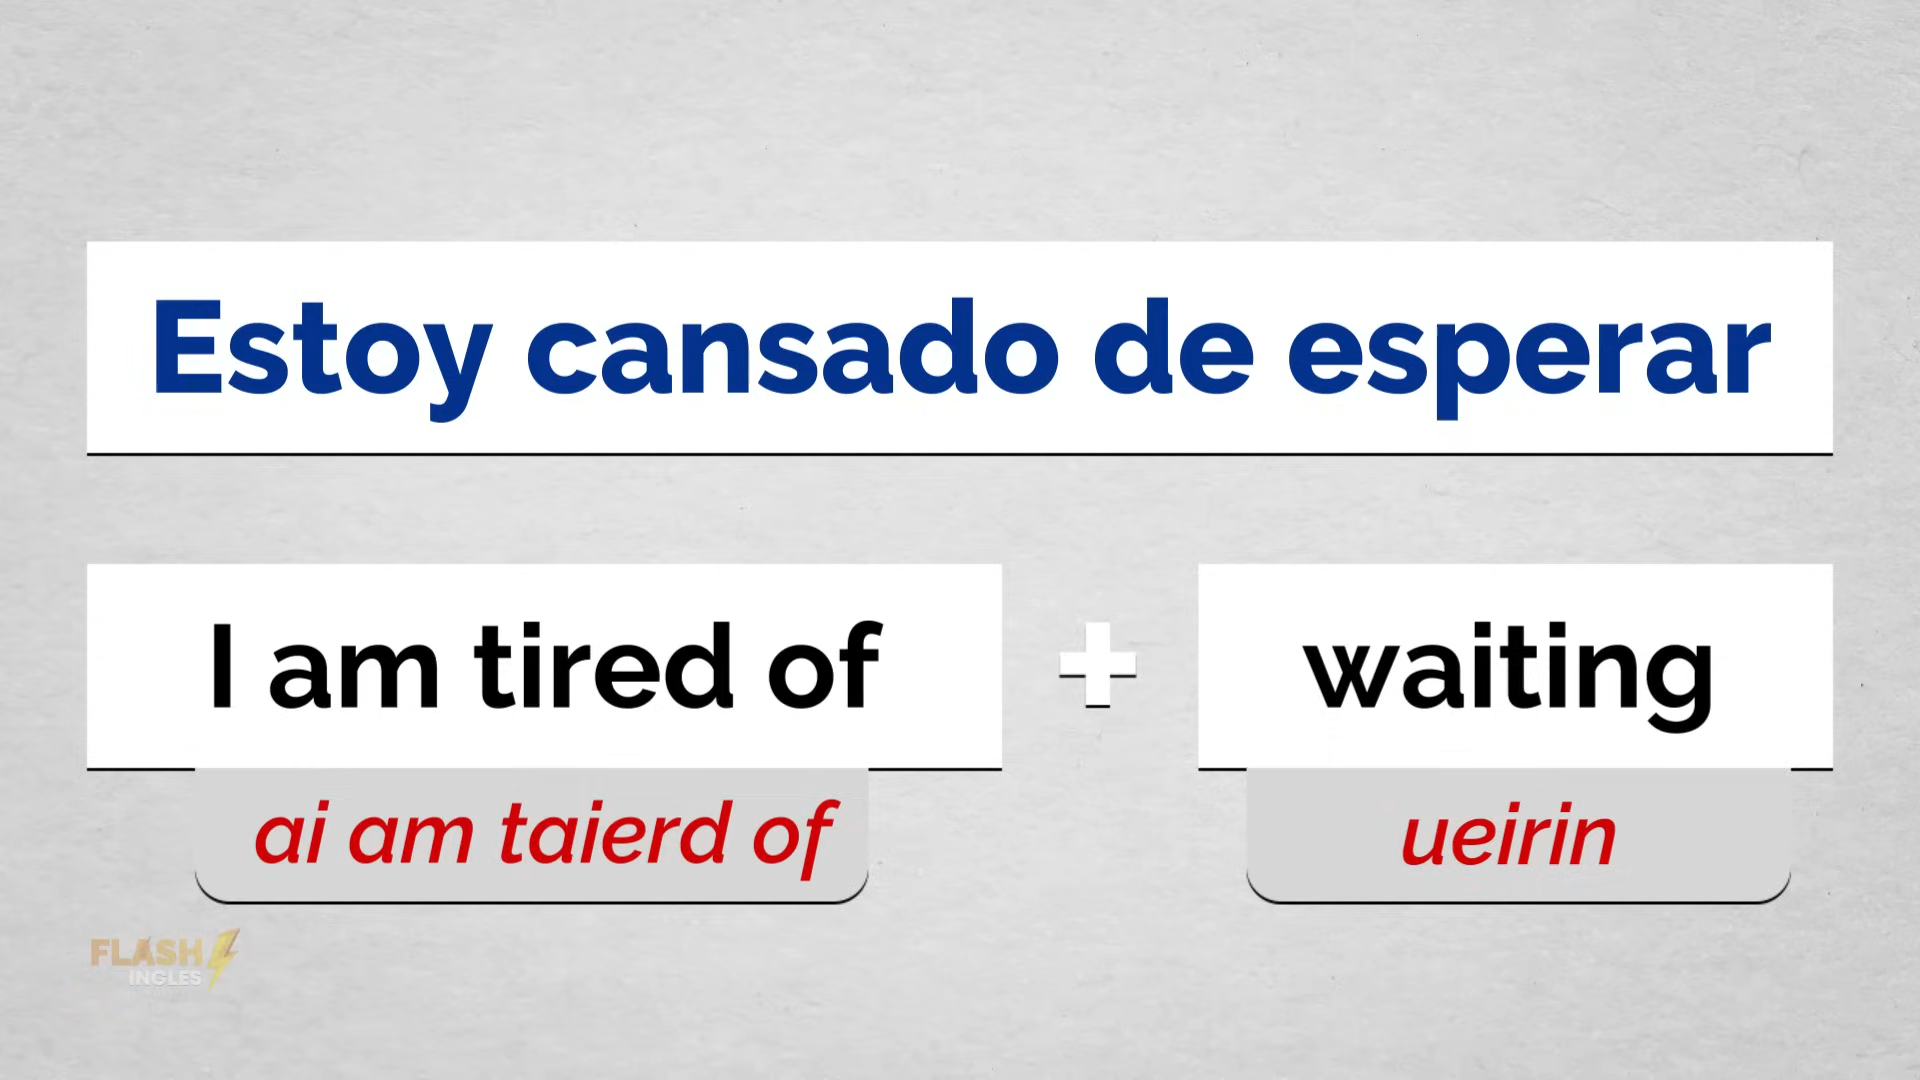 Estoy cansado de esperar
I am tired of + waiting
ai am taierd of ueirin
FLASH
INGLES